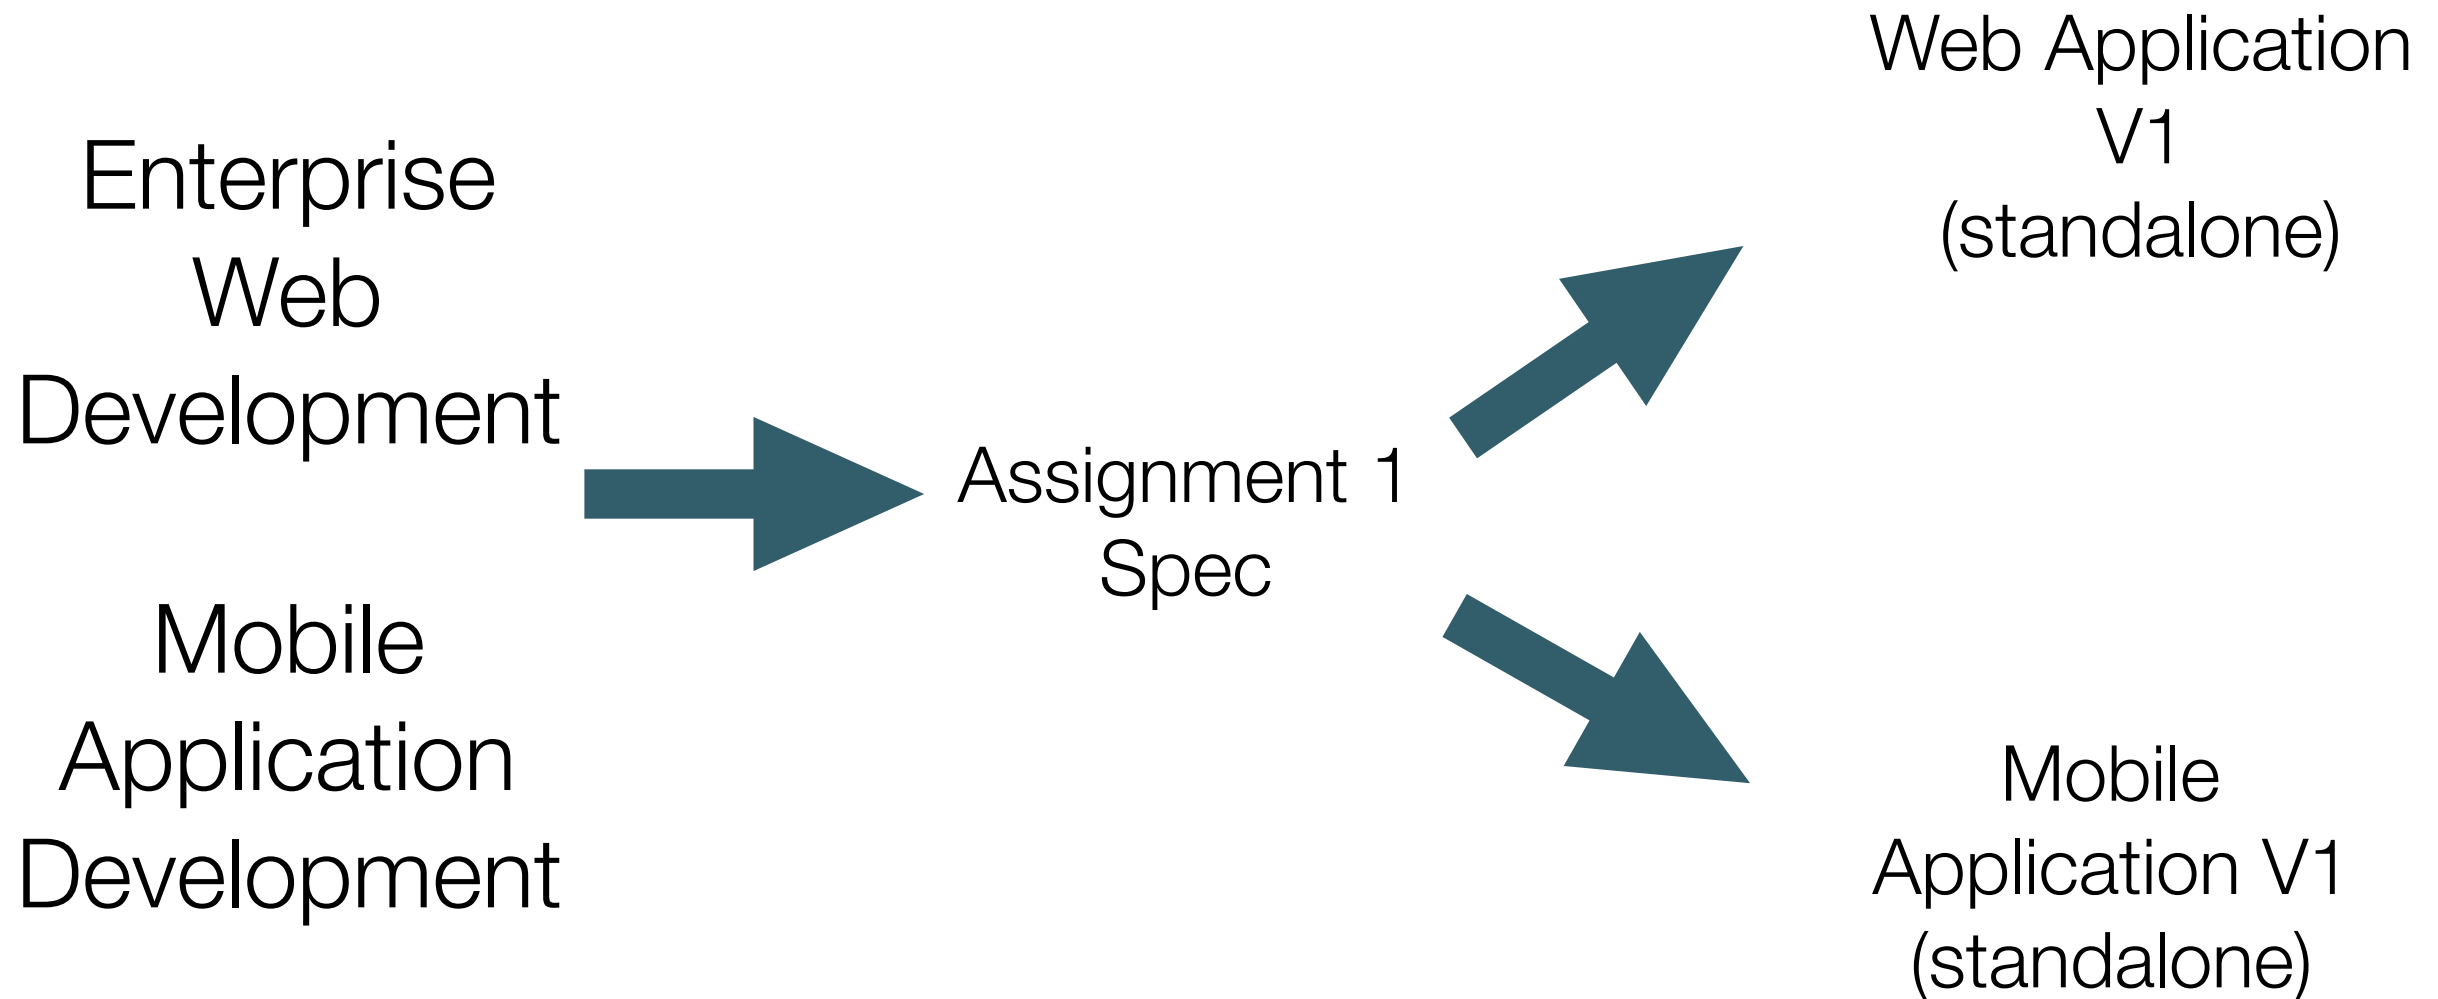 Enterprise
Web
Development
Mobile
Application
Development
Assignment 1
Spec
Web Application
V1
(standalone)
Mobile
Application V1
(standalone)